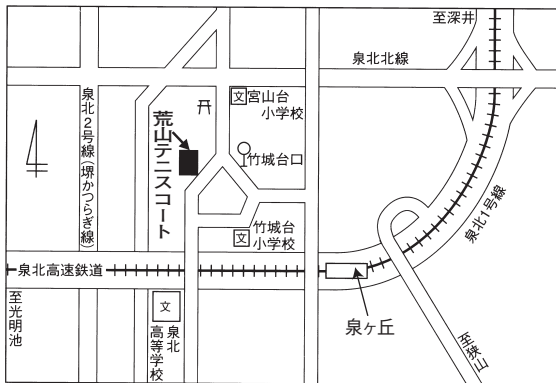 至深井
泉北北線
文 宮山台
小学校
泉北2号線（堺かつらぎ線）
荒山テニスコート
竹城台口
竹城台
文 小学校
泉北1号線
泉北高速鉄道
至光明池
文
泉北
高等学校
泉ヶ丘
至狭山